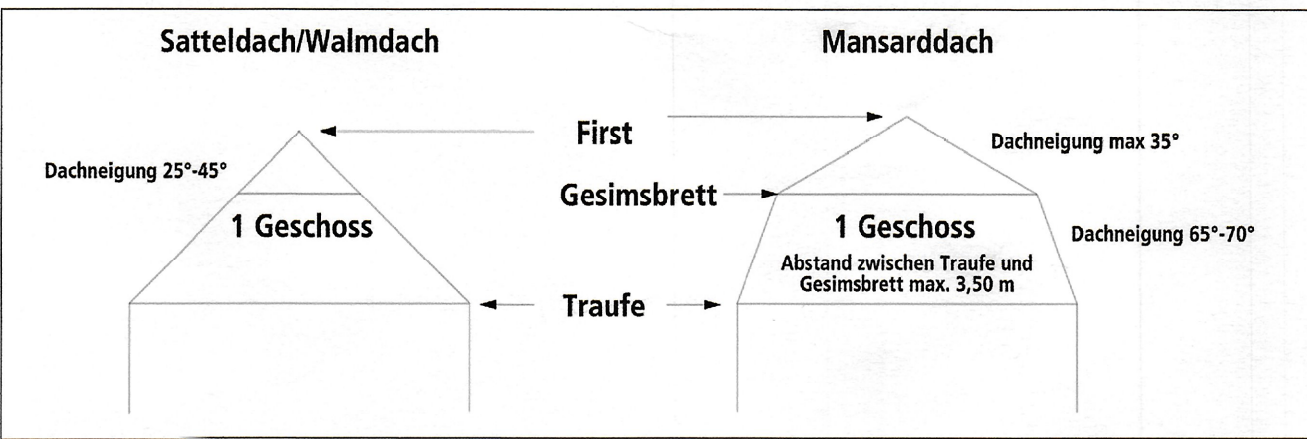 Satteldach/Walmdach
Mansarddach
First
Dachneigung 25°-45°
Dachneigung max 35°
Gesimsbrett
1 Geschoss
1 Geschoss
Dachneigung 65°-70°
Abstand zwischen Traufe und
Gesimsbrett max. 3,50 m
Traufe